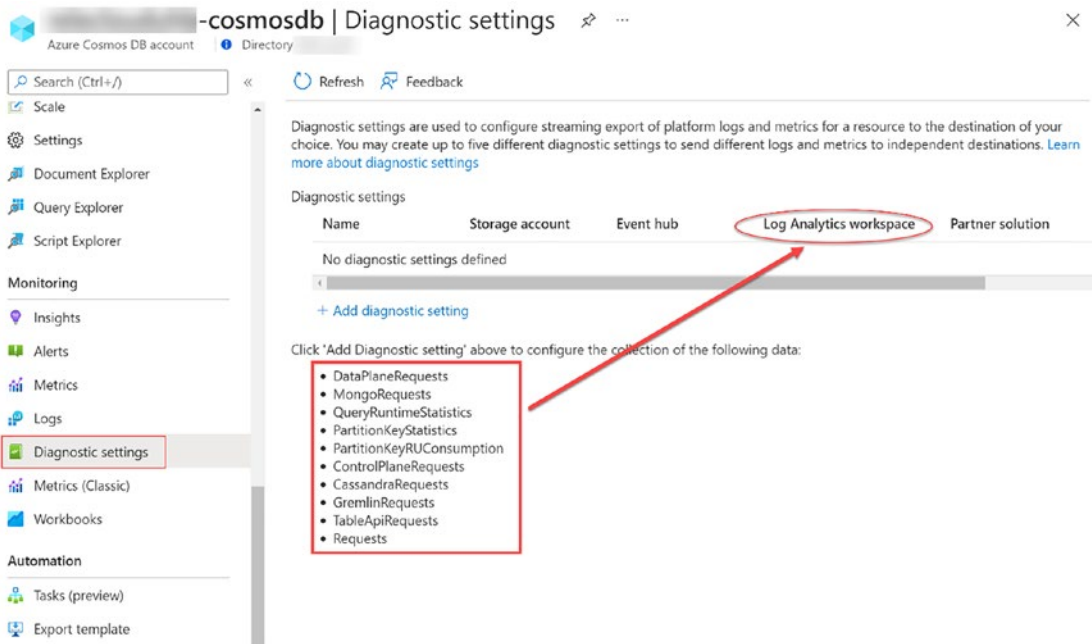 -cosmosdb | Diagnostic settings
Azure Cosmos DB account
Directory
Search (Ctrl+/)
«
Scale
Settings
Document Explorer
Query Explorer
Script Explorer
Monitoring
Insights
Alerts
Metrics
Logs
Diagnostic settings
Metrics (Classic)
Workbooks
Automation
Tasks (preview)
Export template
Refresh
Feedback
Diagnostic settings are used to configure streaming export of platform logs and metrics for a resource to the destination of your
choice. You may create up to five different diagnostic settings to send different logs and metrics to independent destinations. Learn
more about diagnostic settings
Diagnostic settings
Name Storage account Event hub Log Analytics workspace Partner solution
No diagnostic settings defined
+ Add diagnostic setting
Click 'Add Diagnostic setting' above to configure the collection of the following data:
• DataPlaneRequests
• MongoRequests
• QueryRuntimeStatistics
• PartitionKeyStatistics
• PartitionKeyRUConsumption
• ControlPlaneRequests
• CassandraRequests
• GremlinRequests
• TableApiRequests
• Requests